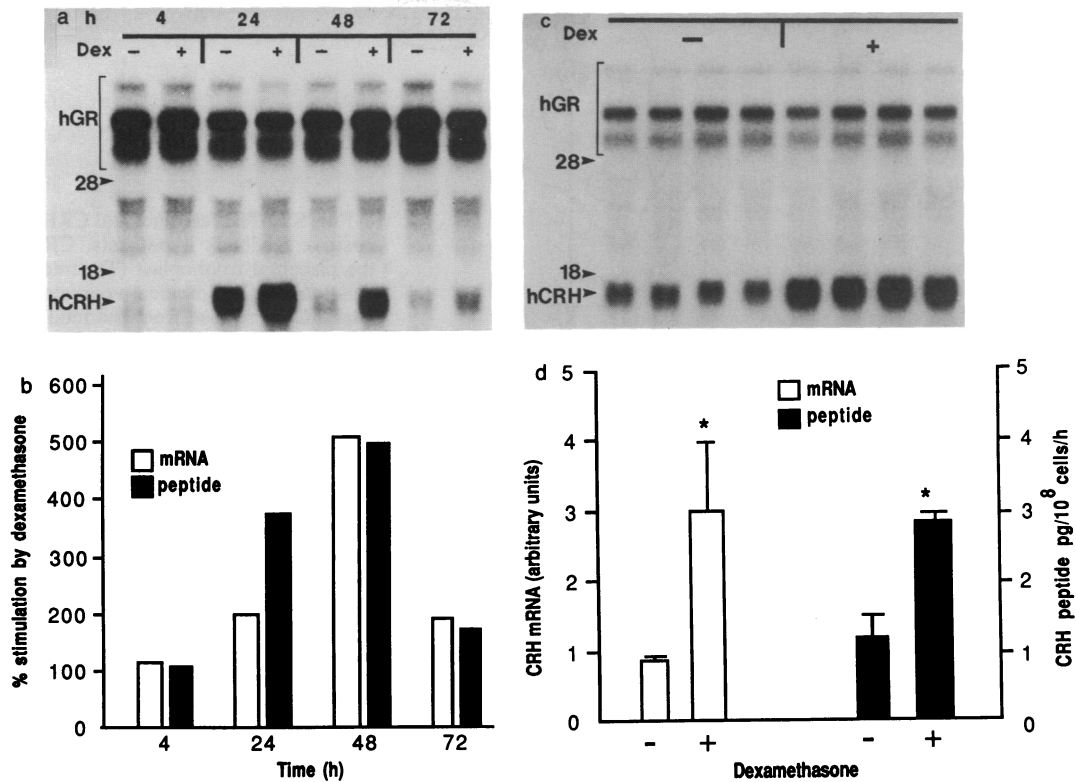 a h 4 24 48 72
Dex – + – + – + – +
hGR
28
18
hCRH
c
Dex – +
hGR
28
18
hCRH
b
600
500
400
300
200
100
0
% stimulation by dexamethasone
mRNA
peptide
4 24 48 72
Time (h)
d
5
4
3
2
1
0
CRH mRNA (arbitrary units)
mRNA
peptide
* *
5
4
3
2
1
0
CRH peptide pg/10⁸ cells/h
- + - +
Dexamethasone